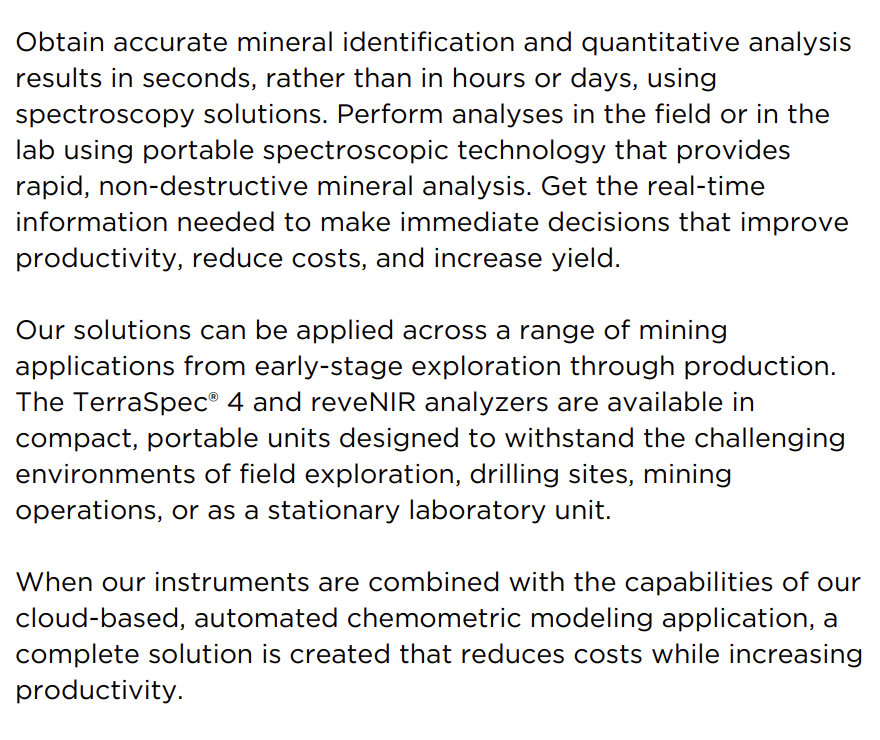 Obtain accurate mineral identification and quantitative analysis
results in seconds, rather than in hours or days, using
spectroscopy solutions. Perform analyses in the field or in the
lab using portable spectroscopic technology that provides
rapid, non-destructive mineral analysis. Get the real-time
information needed to make immediate decisions that improve
productivity, reduce costs, and increase yield.
Our solutions can be applied across a range of mining
applications from early-stage exploration through production.
The TerraSpec® 4 and reveNIR analyzers are available in
compact, portable units designed to withstand the challenging
environments of field exploration, drilling sites, mining
operations, or as a stationary laboratory unit.
When our instruments are combined with the capabilities of our
cloud-based, automated chemometric modeling application, a
complete solution is created that reduces costs while increasing
productivity.